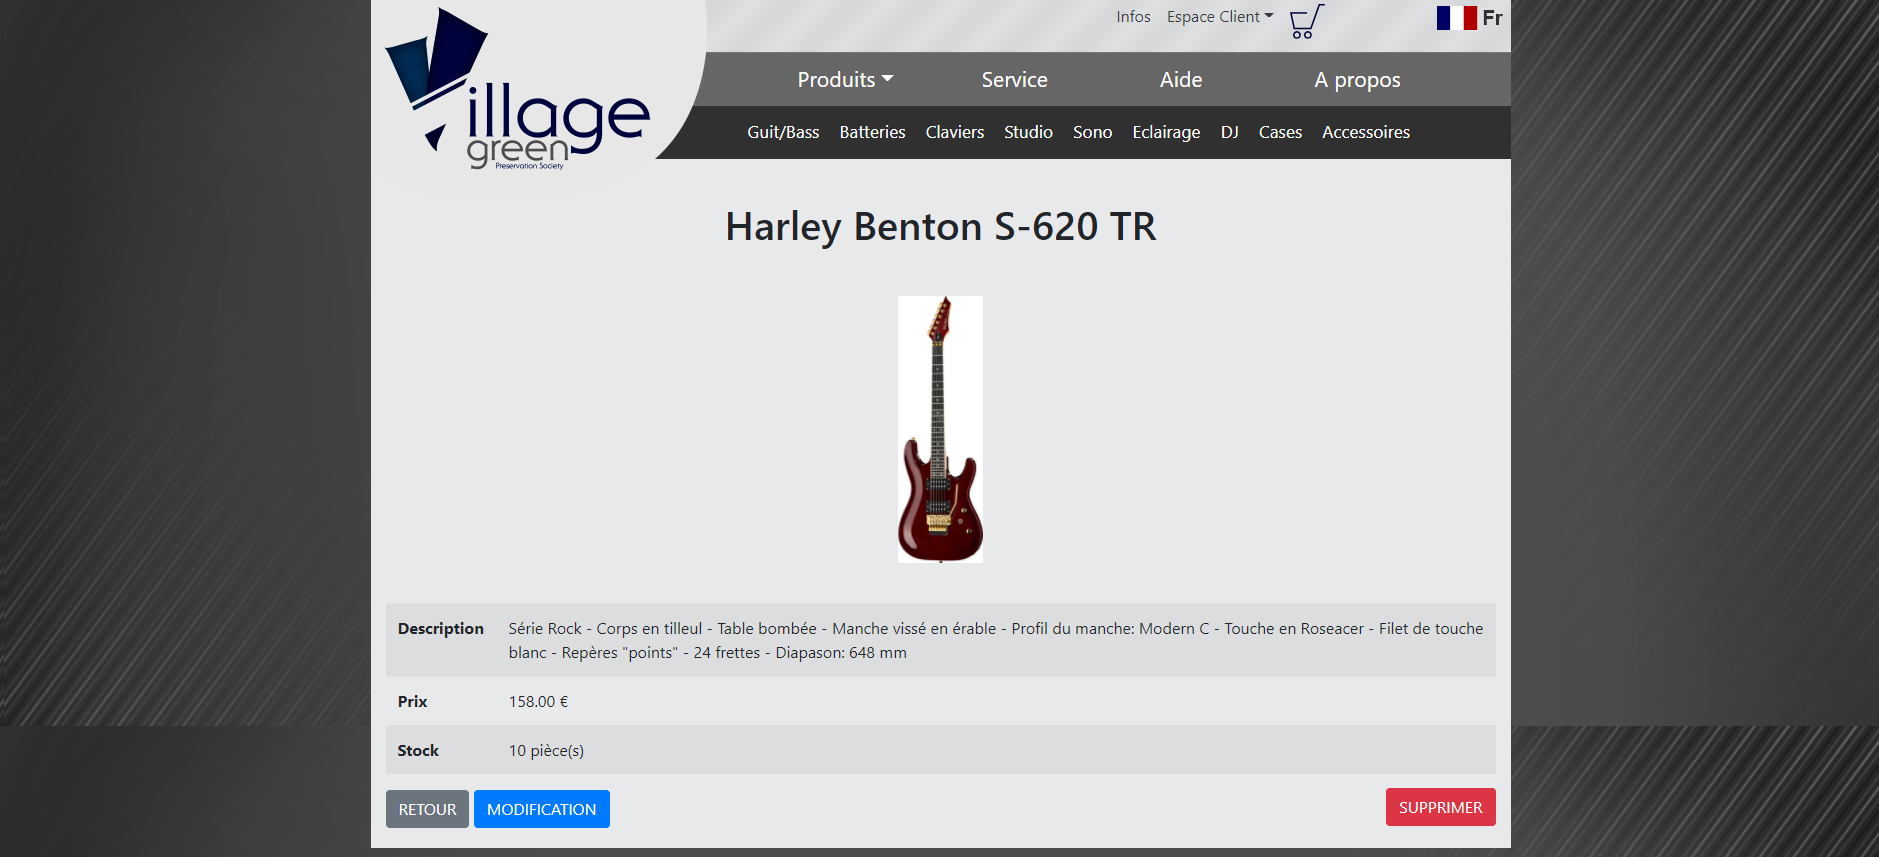 illage
green
Preservation Society
Infos Espace Client Fr
Produits Service Aide A propos
Guit/Bass Batteries Claviers Studio Sono Eclairage DJ Cases Accessoires
Harley Benton S-620 TR
Description Série Rock - Corps en tilleul - Table bombée - Manche vissé en érable - Profil du manche: Modern C - Touche en Roseacer - Filet de touche
blanc - Repères "points" - 24 frettes - Diapason: 648 mm
Prix 158.00 €
Stock 10 pièce(s)
RETOUR MODIFICATION SUPPRIMER